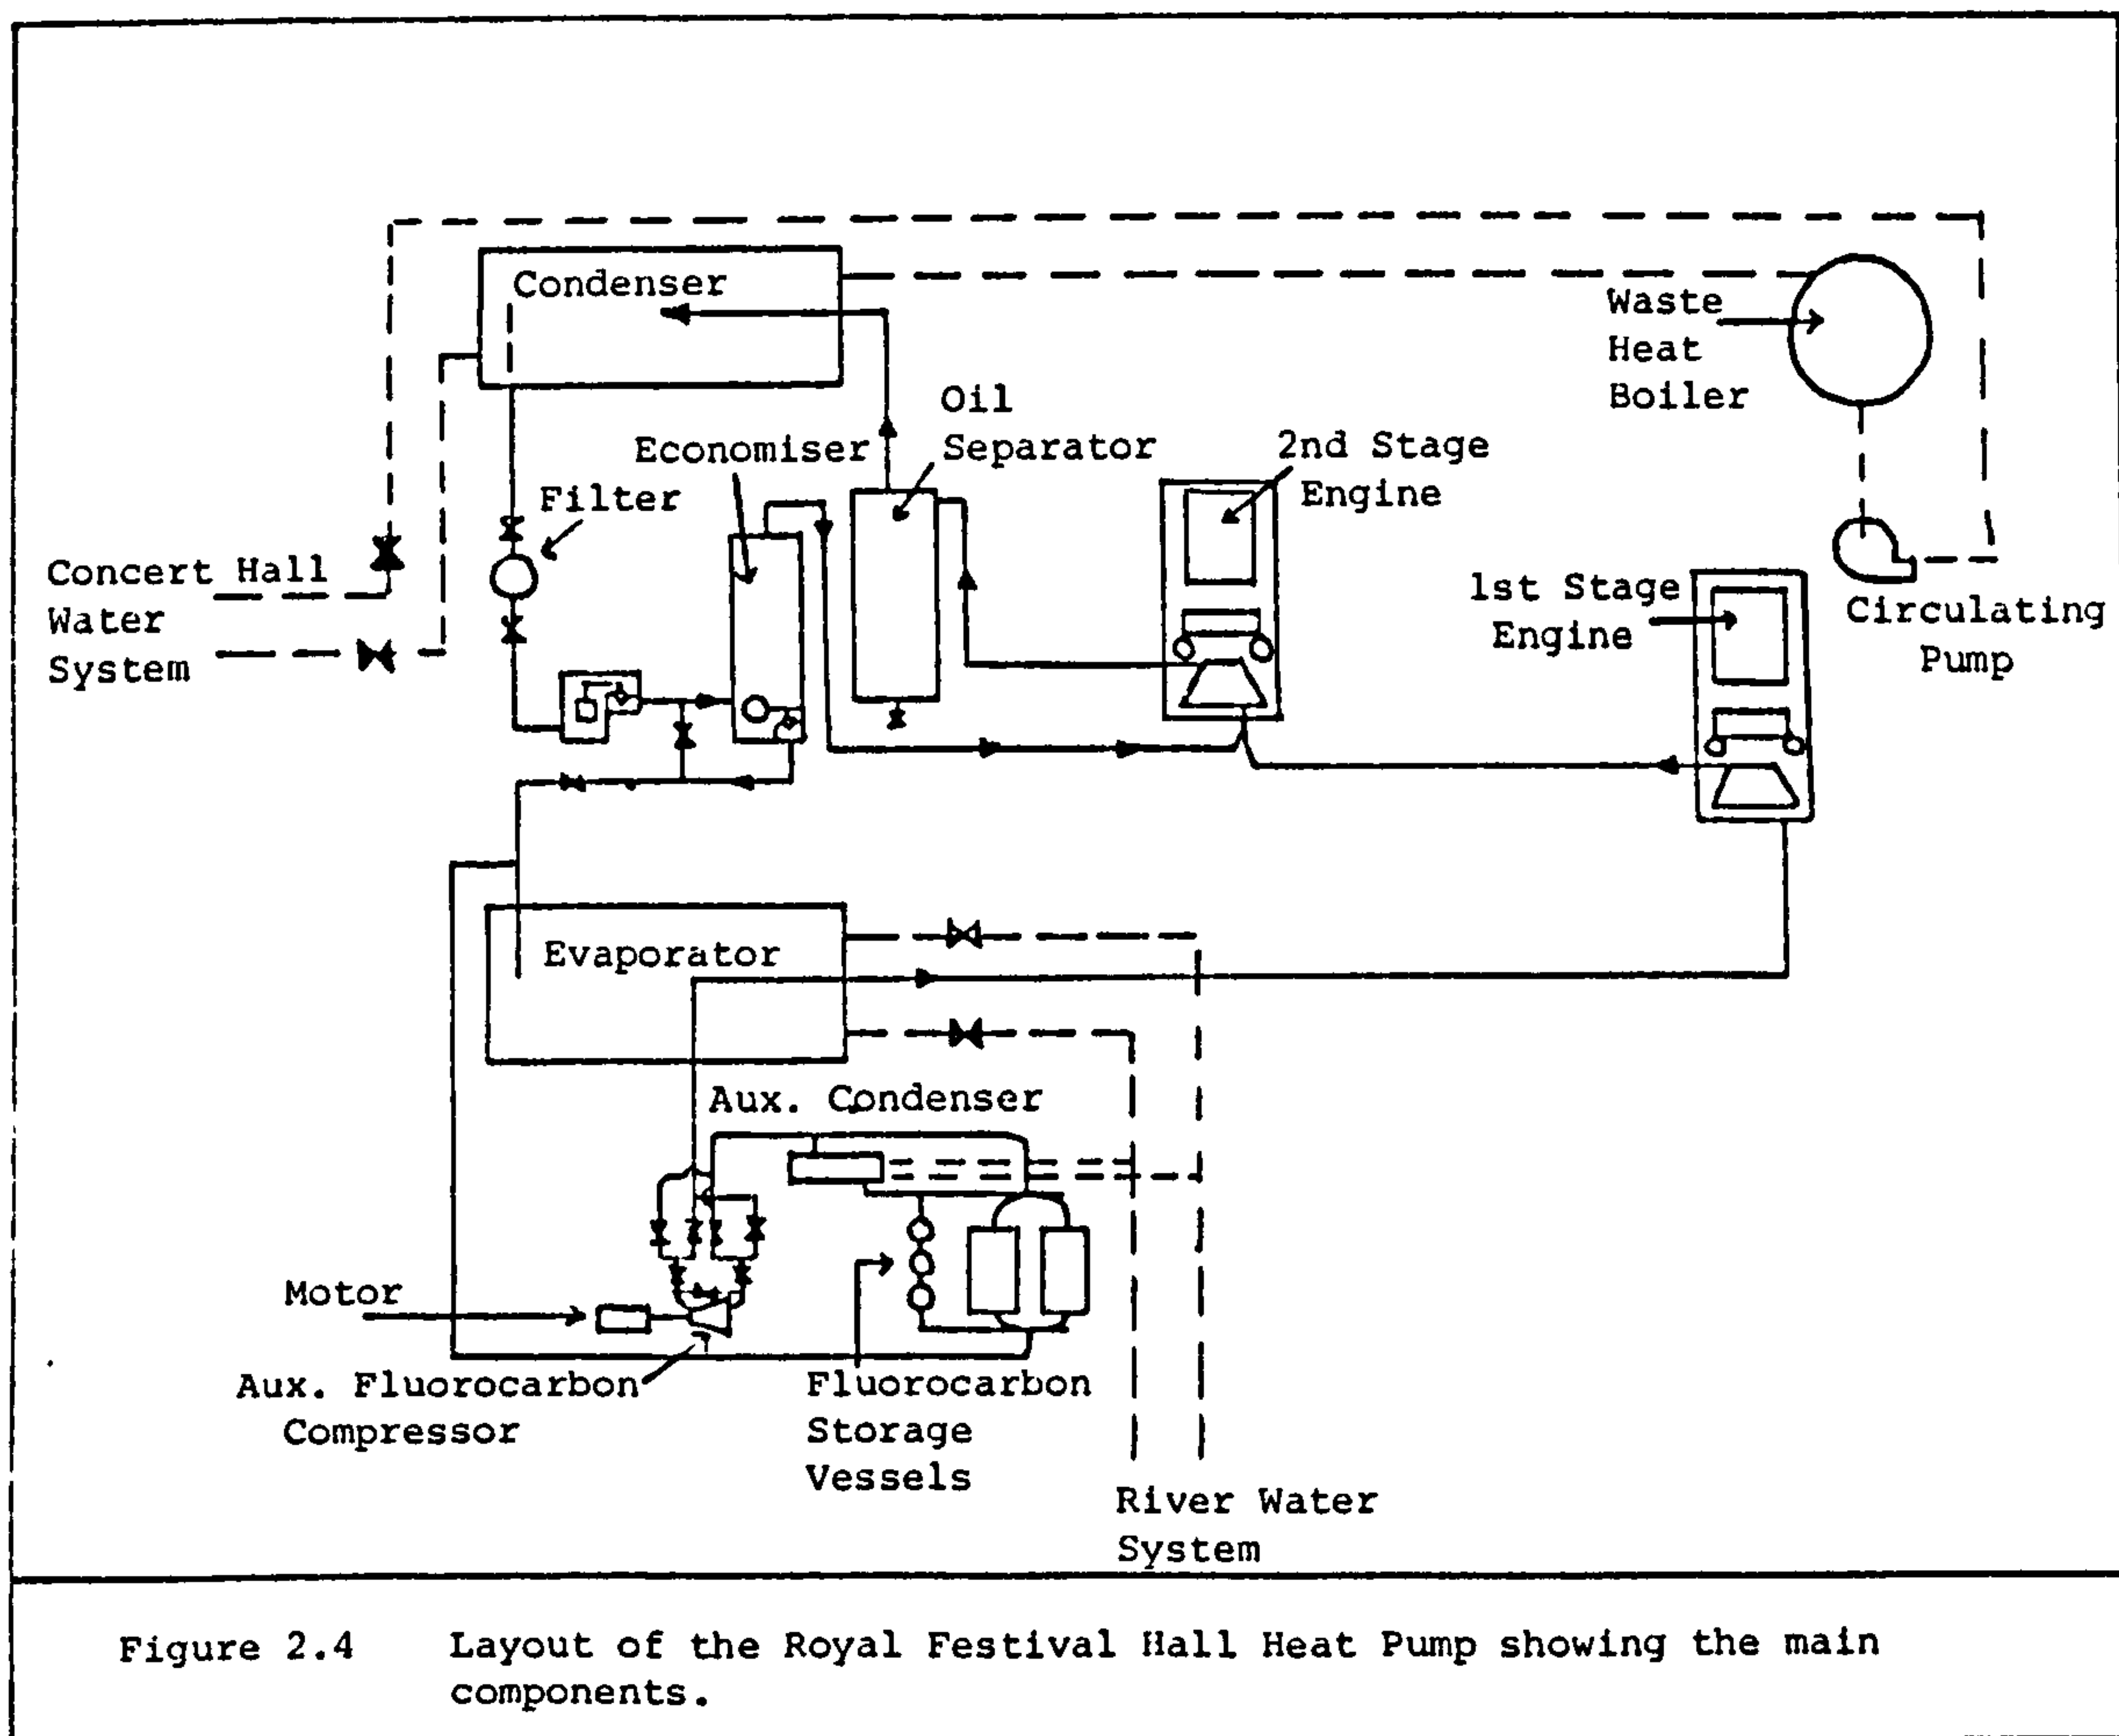 Condenser
Waste
Heat
Boiler
Oil
Separator
Economiser
2nd Stage
Engine
Filter
Concert Hall
Water
System
1st Stage
Engine
Circulating
Pump
Evaporator
Aux. Condenser
Motor
Aux. Fluorocarbon
Compressor
Fluorocarbon
Storage
Vessels
River Water
System
Figure 2.4 Layout of the Royal Festival Hall Heat Pump showing the main
components.